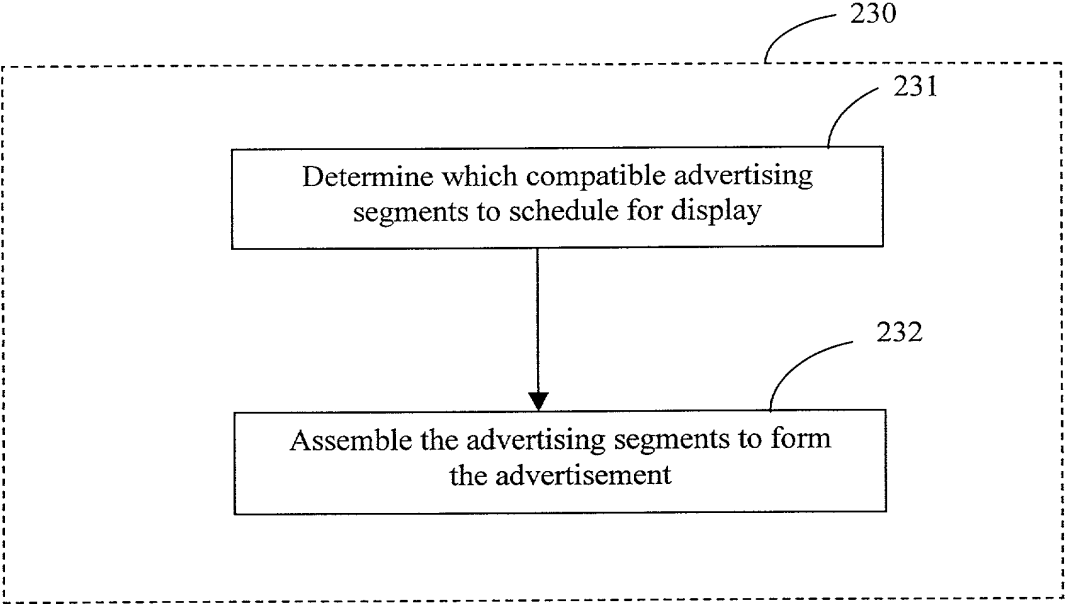 230
231
Determine which compatible advertising
segments to schedule for display
232
Assemble the advertising segments to form
the advertisement